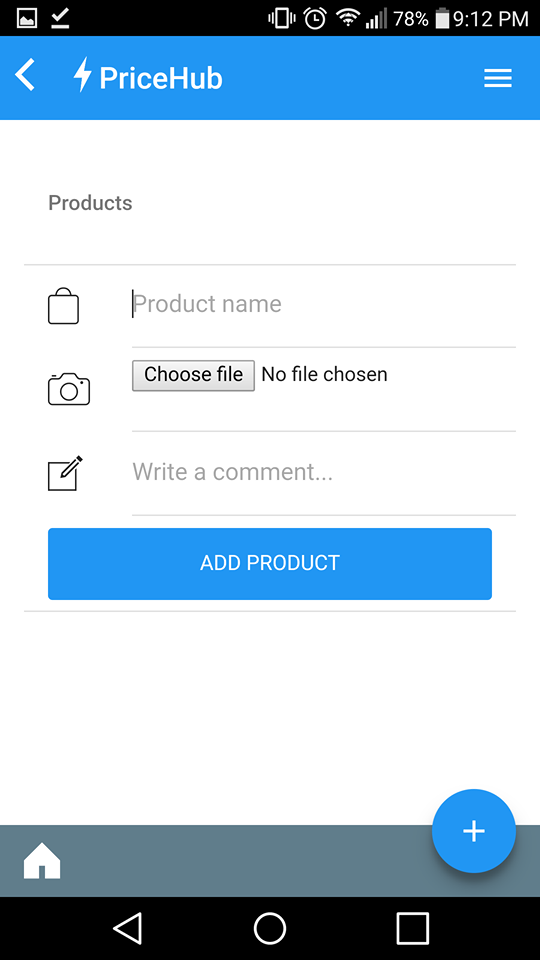 78% 9:12 PM
PriceHub
Products
Product name
Choose file No file chosen
Write a comment...
ADD PRODUCT
+